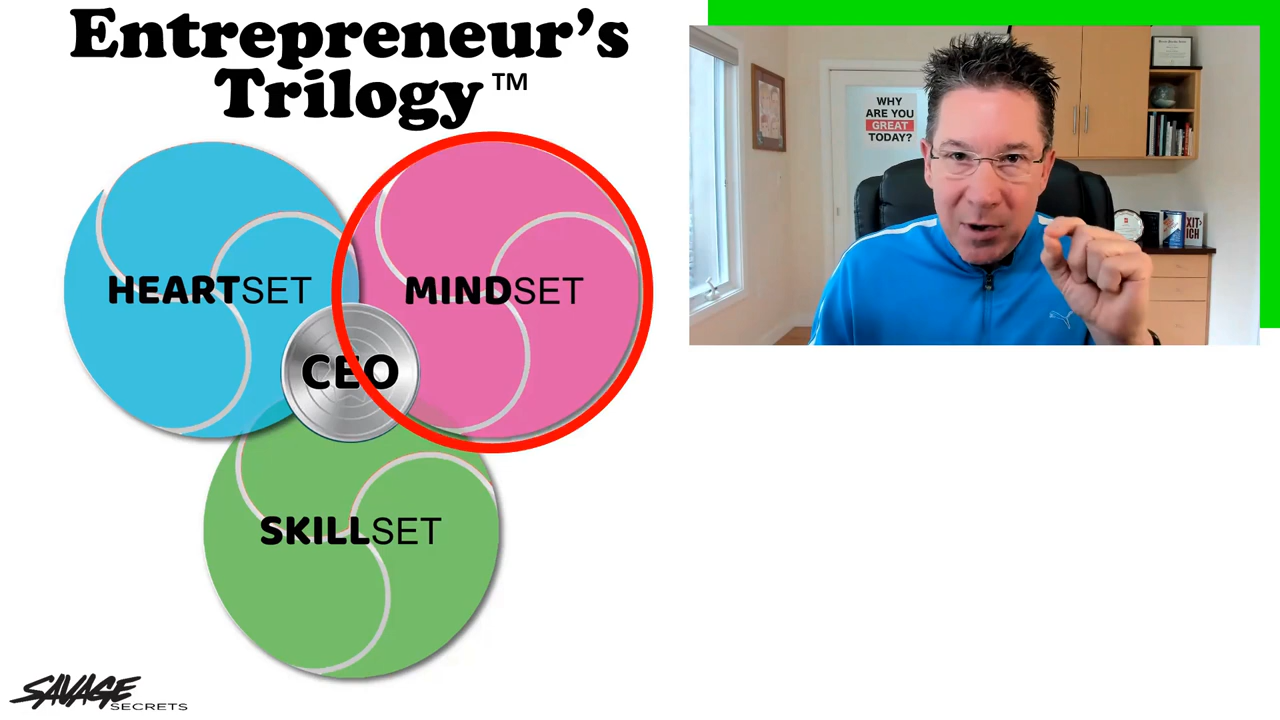 Entrepreneur's
Trilogy™
HEARTSET
MINDSET
CEO
SKILLSET
SAVAGE
SECRETS
WHY
ARE YOU
GREAT
TODAY?